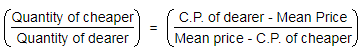 Quantity of cheaper = C.P. of dearer - Mean Price
Quantity of dearer Mean price - C.P. of cheaper